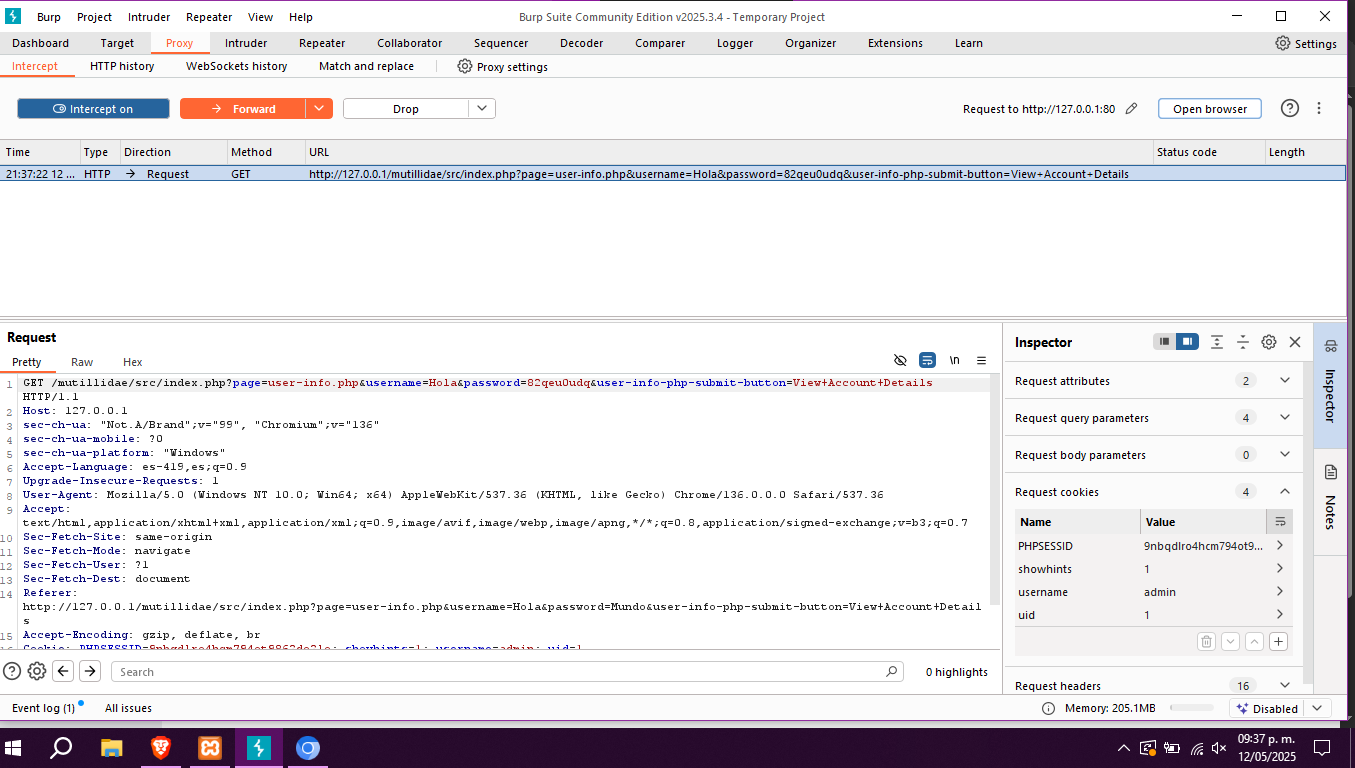 Burp Project Intruder Repeater View Help Burp Suite Community Edition v2025.3.4 - Temporary Project
Dashboard Target Proxy Intruder Repeater Collaborator Sequencer Decoder Comparer Logger Organizer Extensions Learn Settings
Intercept HTTP history WebSockets history Match and replace Proxy settings
Intercept on Forward Drop Request to http://127.0.0.1:80 Open browser
Time Type Direction Method URL Status code Length
21:37:22 12 ... HTTP Request GET http://127.0.0.1/mutillidae/src/index.php?page=user-info.php&username=Hola&password=82qeu0udq&user-info-php-submit-button=View+Account+Details
Request
Pretty Raw Hex \n
1 GET /mutillidae/src/index.php?page=user-info.php&username=Hola&password=82qeu0udq&user-info-php-submit-button=View+Account+Details
HTTP/1.1
2 Host: 127.0.0.1
3 sec-ch-ua: "Not.A/Brand";v="99", "Chromium";v="136"
4 sec-ch-ua-mobile: ?0
5 sec-ch-ua-platform: "Windows"
6 Accept-Language: es-419,es;q=0.9
7 Upgrade-Insecure-Requests: 1
8 User-Agent: Mozilla/5.0 (Windows NT 10.0; Win64; x64) AppleWebKit/537.36 (KHTML, like Gecko) Chrome/136.0.0.0 Safari/537.36
9 Accept:
text/html,application/xhtml+xml,application/xml;q=0.9,image/avif,image/webp,image/apng,*/*;q=0.8,application/signed-exchange;v=b3;q=0.7
10 Sec-Fetch-Site: same-origin
11 Sec-Fetch-Mode: navigate
12 Sec-Fetch-User: ?1
13 Sec-Fetch-Dest: document
14 Referer:
http://127.0.0.1/mutillidae/src/index.php?page=user-info.php&username=Hola&password=Mundo&user-info-php-submit-button=View+Account+Detail
s
15 Accept-Encoding: gzip, deflate, br
16 Cookie: showhints=1; username=admin; uid=1
Search 0 highlights
Inspector
Request attributes 2
Request query parameters 4
Request body parameters 0
Request cookies 4
Name Value
PHPSESSID 9nbqdlro4hcm794ot9...
showhints 1
username admin
uid 1
Request headers 16
Inspector
Notes
Event log (1) All issues Memory: 205.1MB Disabled
09:37 p. m.
12/05/2025